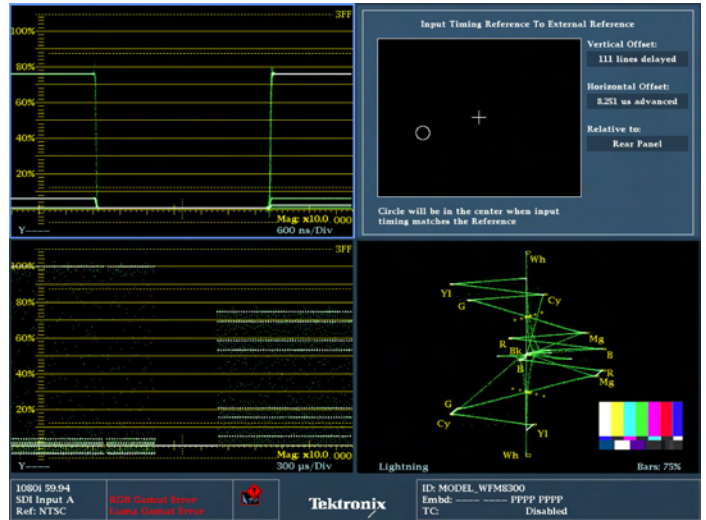 3FF
100%
80%
60%
40%
20%
Mag: x10.0 000
Y----
600 ns/Div
Input Timing Reference To External Reference
Vertical Offset:
111 lines delayed
Horizontal Offset:
8.251 us advanced
Relative to:
Rear Panel
Circle will be in the center when input
timing matches the Reference
3FF
100%
80%
60%
40%
20%
Mag: x10.0 000
Y----
300 µs/Div
Wh
Yl
Cy
G
Mg
R
B
Bk
B
R
Mg
G
Cy
Yl
Wh
Lightning
Bars: 75%
1080i 59.94
SDI Input A
Ref: NTSC
RGB Gamut Error
Luma Gamut Error
Tektronix
ID: MODEL_WFM8300
Embd: ---- ---- PPPP PPPP
TC: Disabled